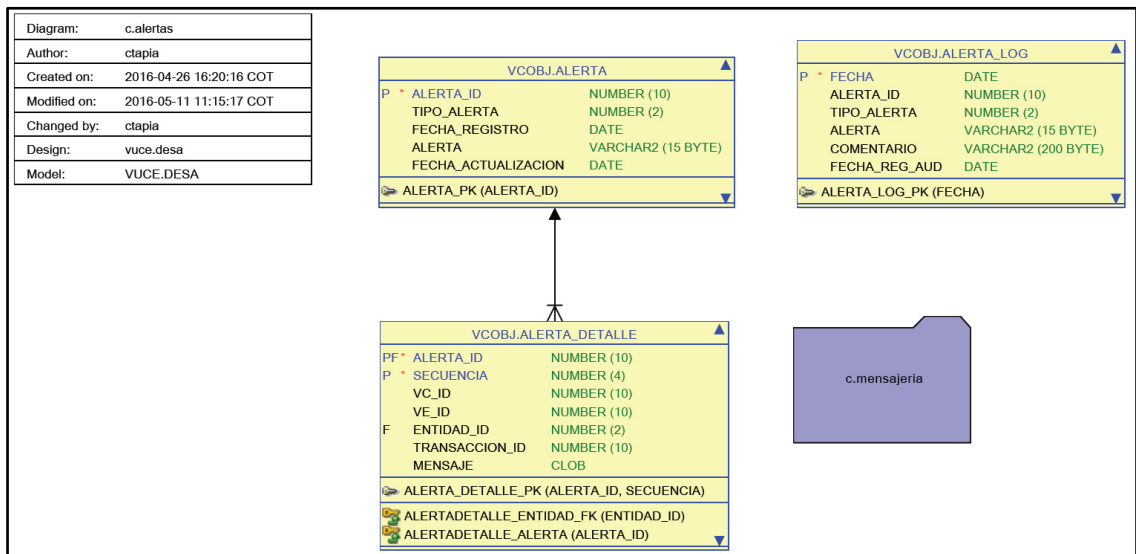 Diagram: c.alertas
Author: ctapia
Created on: 2016-04-26 16:20:16 COT
Modified on: 2016-05-11 11:15:17 COT
Changed by: ctapia
Design: vuce.desa
Model: VUCE.DESA
VCOBJ.ALERTA
P * ALERTA_ID NUMBER (10)
TIPO_ALERTA NUMBER (2)
FECHA_REGISTRO DATE
ALERTA VARCHAR2 (15 BYTE)
FECHA_ACTUALIZACION DATE
ALERTA_PK (ALERTA_ID)
VCOBJ.ALERTA_LOG
P * FECHA DATE
ALERTA_ID NUMBER (10)
TIPO_ALERTA NUMBER (2)
ALERTA VARCHAR2 (15 BYTE)
COMENTARIO VARCHAR2 (200 BYTE)
FECHA_REG_AUD DATE
ALERTA_LOG_PK (FECHA)
VCOBJ.ALERTA_DETALLE
PF* ALERTA_ID NUMBER (10)
P * SECUENCIA NUMBER (4)
VC_ID NUMBER (10)
VE_ID NUMBER (10)
F ENTIDAD_ID NUMBER (2)
TRANSACCION_ID NUMBER (10)
MENSAJE CLOB
ALERTA_DETALLE_PK (ALERTA_ID, SECUENCIA)
ALERTADETALLE_ENTIDAD_FK (ENTIDAD_ID)
ALERTADETALLE_ALERTA (ALERTA_ID)
c.mensajeria